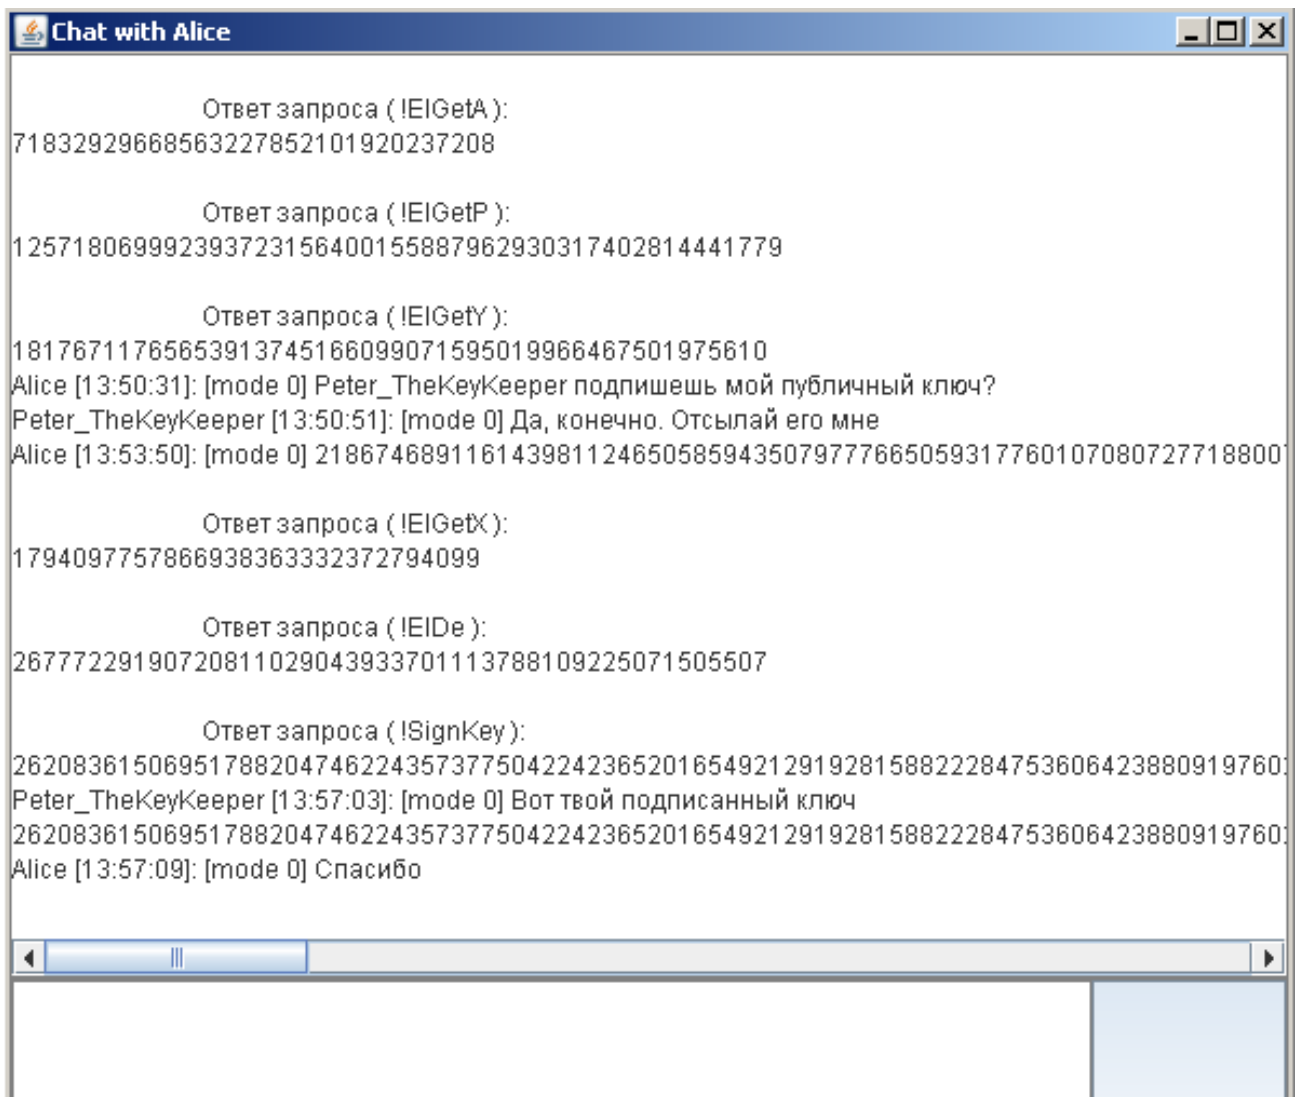 Chat with Alice
Ответ запроса ( !ElGetA ):
71832929668563227852101920237208
Ответ запроса ( !ElGetP ):
125718069992393723156400155887962930317402814441779
Ответ запроса ( !ElGetY ):
18176711765653913745166099071595019966467501975610
Alice [13:50:31]: [mode 0] Peter_TheKeyKeeper подпишешь мой публичный ключ?
Peter_TheKeyKeeper [13:50:51]: [mode 0] Да, конечно. Отсылай его мне
Alice [13:53:50]: [mode 0] 2186746891161439811246505859435079777665059317760107080727718800
Ответ запроса ( !ElGetX ):
1794097757866938363332372794099
Ответ запроса ( !ElDe ):
26777229190720811029043933701113788109225071505507
Ответ запроса ( !SignKey ):
262083615069517882047462243573775042242365201654921291928158822284753606423880919760
Peter_TheKeyKeeper [13:57:03]: [mode 0] Вот твой подписанный ключ
262083615069517882047462243573775042242365201654921291928158822284753606423880919760
Alice [13:57:09]: [mode 0] Спасибо